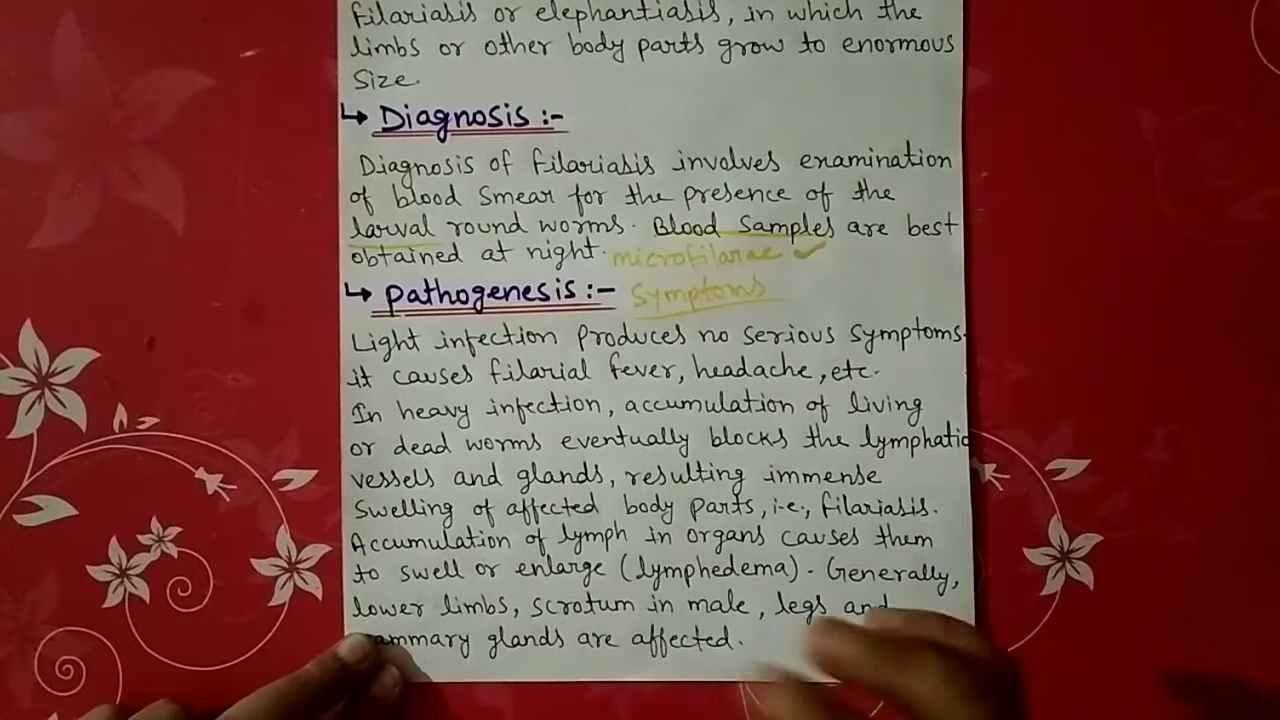 filariasis or elephantiasis, in which the
limbs or other body parts grow to enormous
size.
↳ Diagnosis :-
Diagnosis of filariasis involves examination
of blood smear for the presence of the
larval round worms. Blood samples are best
obtained at night. microfilarae ✓
↳ pathogenesis :- Symptoms
Light infection produces no serious symptoms.
it causes filarial fever, headache, etc.
In heavy infection, accumulation of living
or dead worms eventually blocks the lymphatic
vessels and glands, resulting immense
swelling of affected body parts, i.e., filariasis.
Accumulation of lymph in organs causes them
to swell or enlarge (lymphedema). Generally,
lower limbs, scrotum in male, legs and
mammary glands are affected.